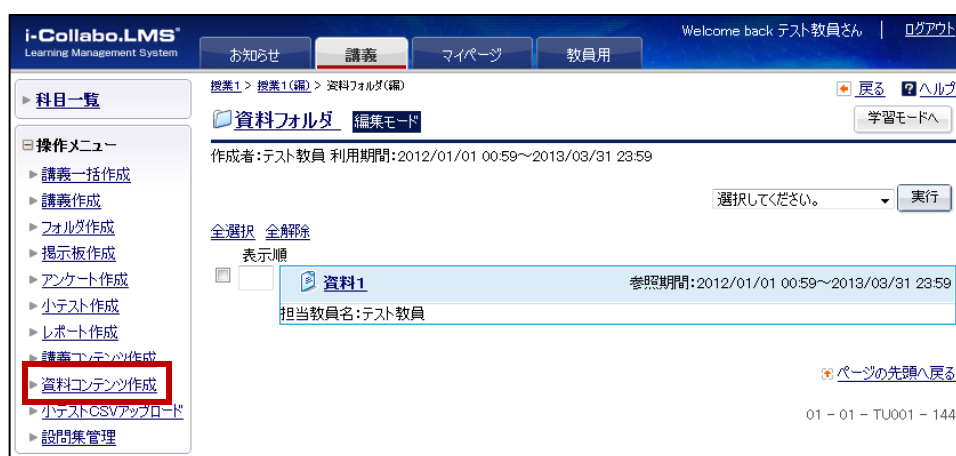 i-Collabo.LMS
Learning Management System
Welcome back テスト教員さん | ログアウト
お知らせ 講義 マイページ 教員用
科目一覧
操作メニュー
講義一括作成
講義作成
フォルダ作成
掲示板作成
アンケート作成
小テスト作成
レポート作成
講義コンテンツ作成
資料コンテンツ作成
小テストCSVアップロード
設問集管理
授業1 > 授業1(編) > 資料フォルダ(編)
戻る ?ヘルプ
資料フォルダ 編集モード
学習モードへ
作成者:テスト教員 利用期間:2012/01/01 00:59～2013/03/31 23:59
選択してください。 実行
全選択 全解除
表示順
資料1 参照期間:2012/01/01 00:59～2013/03/31 23:59
担当教員名:テスト教員
ページの先頭へ戻る
01 - 01 - TU001 - 144